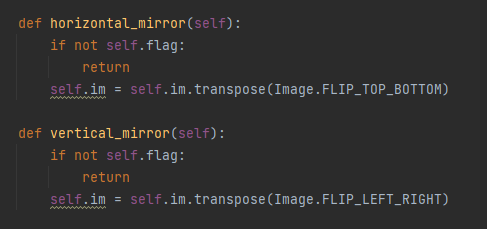 def horizontal_mirror(self):
    if not self.flag:
        return
    self.im = self.im.transpose(Image.FLIP_TOP_BOTTOM)
def vertical_mirror(self):
    if not self.flag:
        return
    self.im = self.im.transpose(Image.FLIP_LEFT_RIGHT)